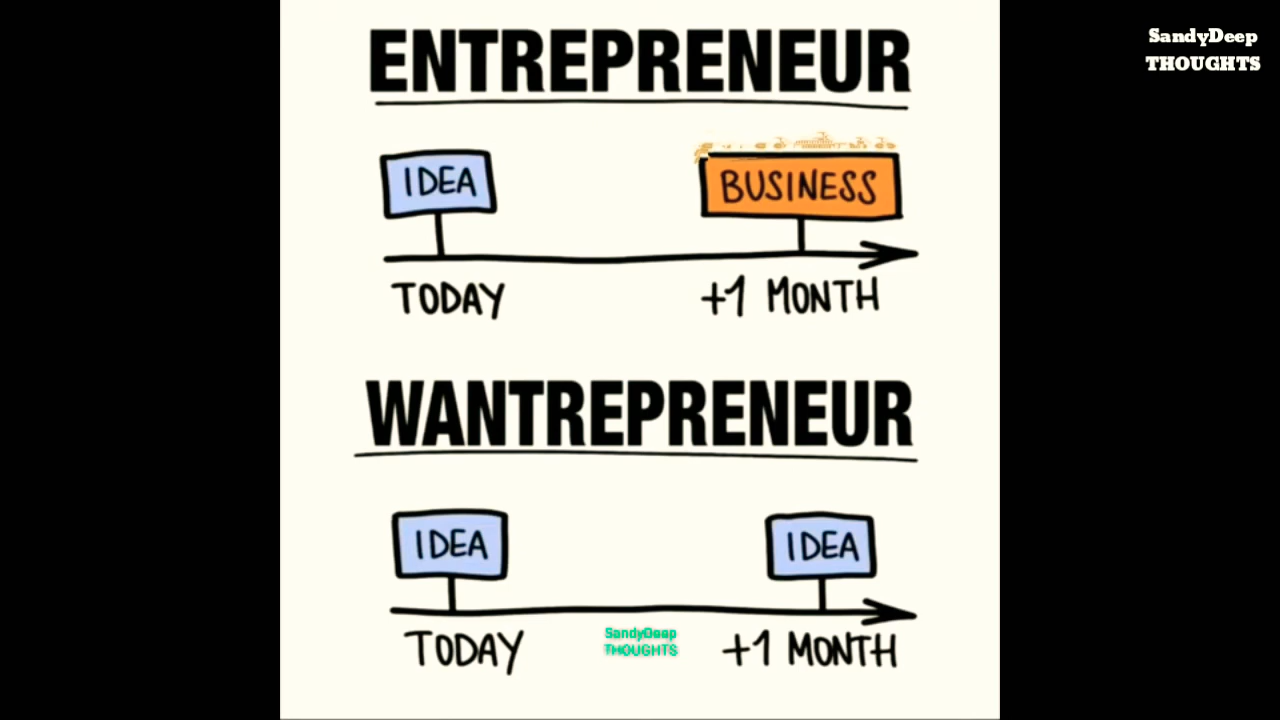 SandyDeep
THOUGHTS
ENTREPRENEUR
IDEA
BUSINESS
TODAY
+1 MONTH
WANTREPRENEUR
IDEA
IDEA
TODAY
+1 MONTH
SandyDeep
THOUGHTS